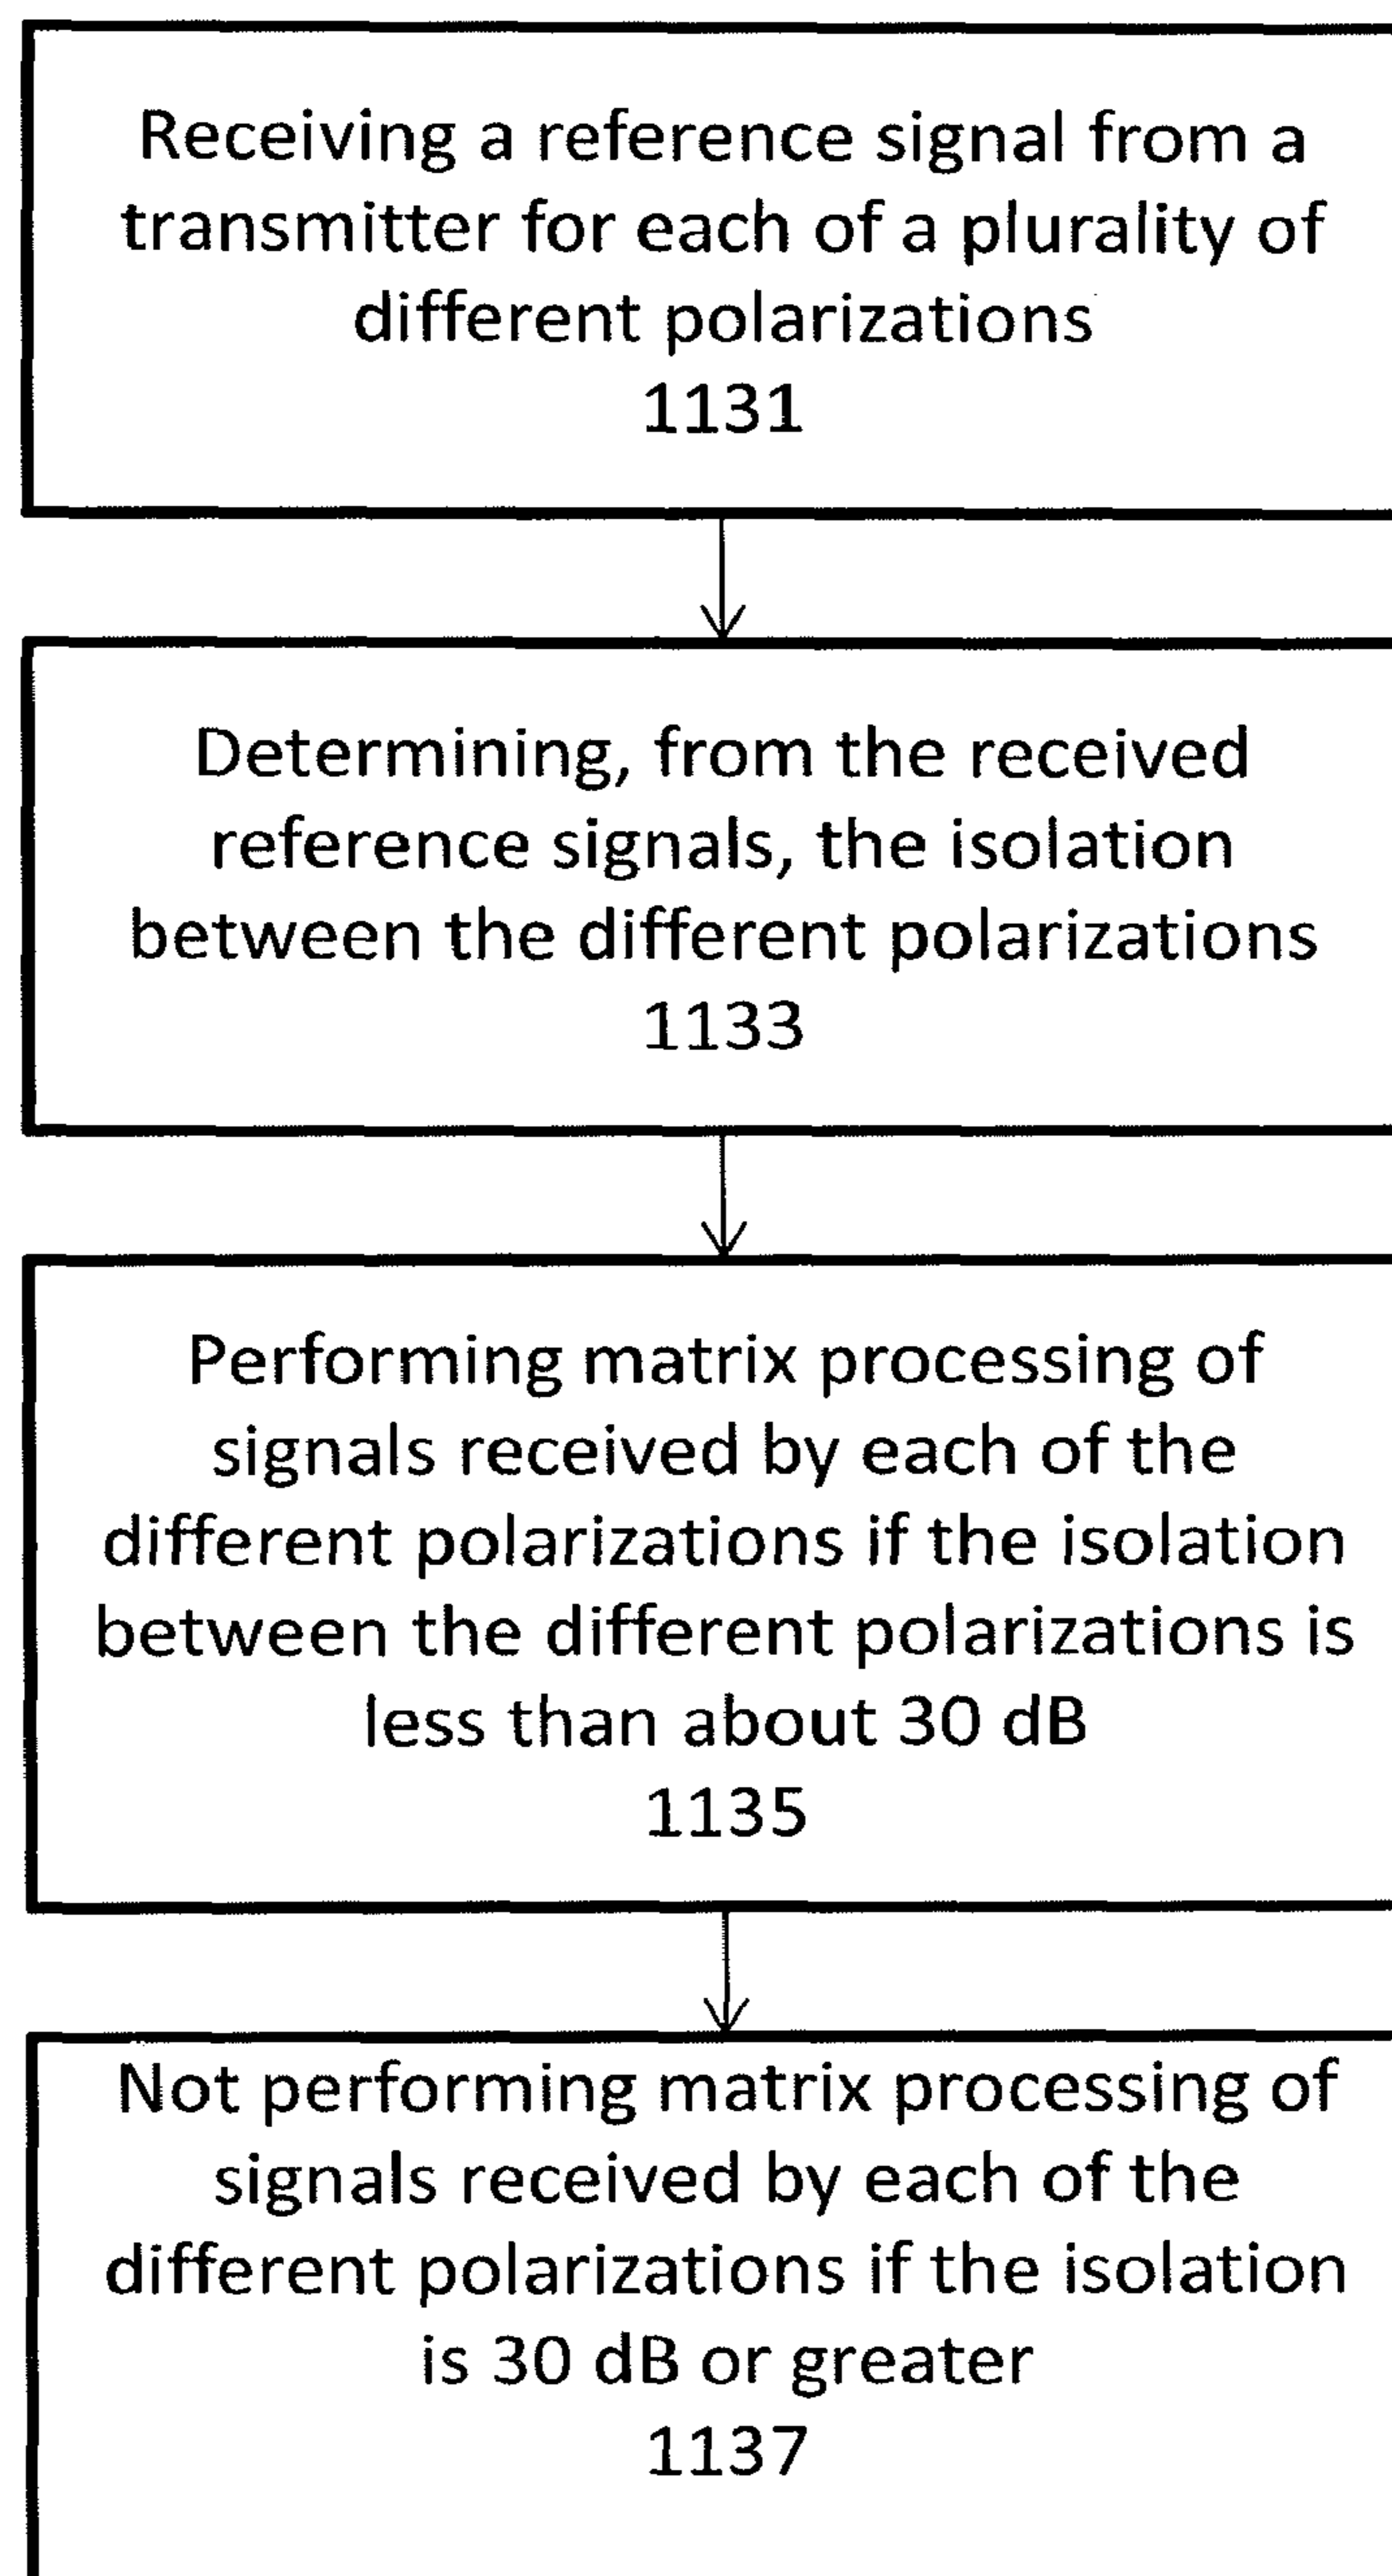 Receiving a reference signal from a
transmitter for each of a plurality of
different polarizations
1131
Determining, from the received
reference signals, the isolation
between the different polarizations
1133
Performing matrix processing of
signals received by each of the
different polarizations if the isolation
between the different polarizations is
less than about 30 dB
1135
Not performing matrix processing of
signals received by each of the
different polarizations if the isolation
is 30 dB or greater
1137